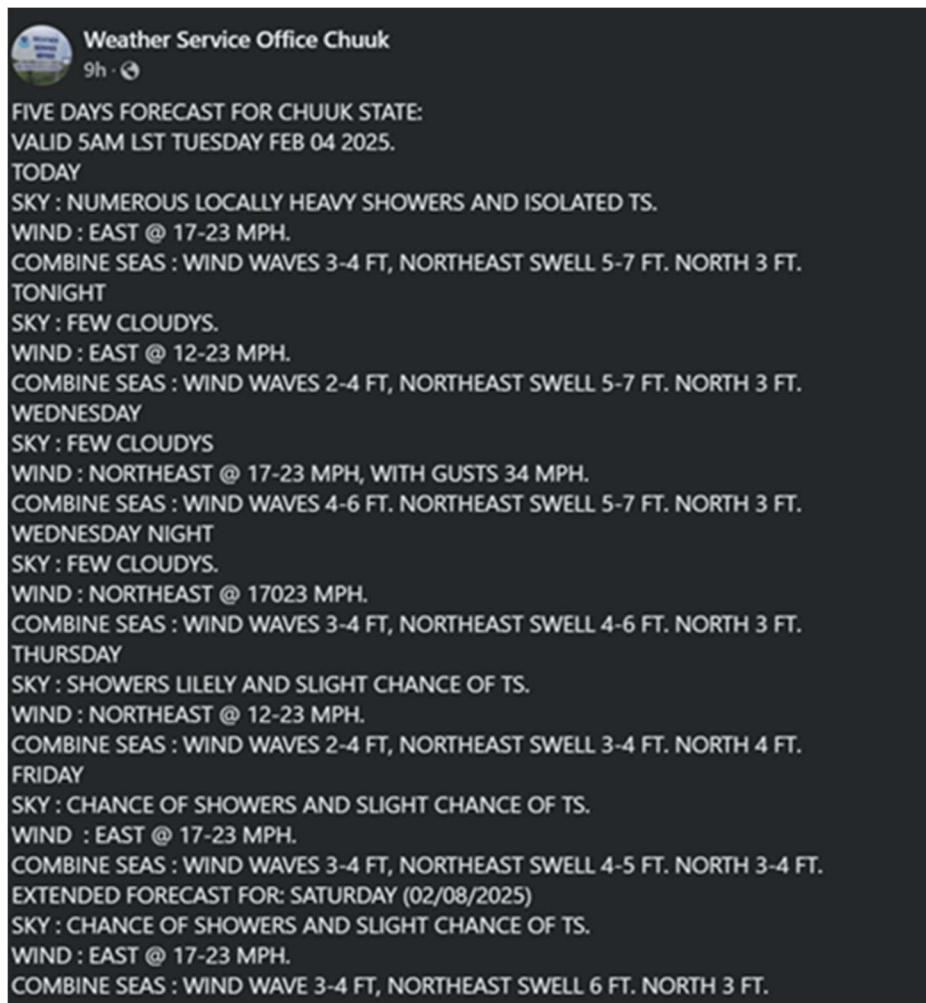 Weather Service Office Chuuk
9h ·
FIVE DAYS FORECAST FOR CHUUK STATE:
VALID 5AM LST TUESDAY FEB 04 2025.
TODAY
SKY : NUMEROUS LOCALLY HEAVY SHOWERS AND ISOLATED TS.
WIND : EAST @ 17-23 MPH.
COMBINE SEAS : WIND WAVES 3-4 FT, NORTHEAST SWELL 5-7 FT. NORTH 3 FT.
TONIGHT
SKY : FEW CLOUDYS.
WIND : EAST @ 12-23 MPH.
COMBINE SEAS : WIND WAVES 2-4 FT, NORTHEAST SWELL 5-7 FT. NORTH 3 FT.
WEDNESDAY
SKY : FEW CLOUDYS
WIND : NORTHEAST @ 17-23 MPH, WITH GUSTS 34 MPH.
COMBINE SEAS : WIND WAVES 4-6 FT. NORTHEAST SWELL 5-7 FT. NORTH 3 FT.
WEDNESDAY NIGHT
SKY : FEW CLOUDYS.
WIND : NORTHEAST @ 17023 MPH.
COMBINE SEAS : WIND WAVES 3-4 FT, NORTHEAST SWELL 4-6 FT. NORTH 3 FT.
THURSDAY
SKY : SHOWERS LILELY AND SLIGHT CHANCE OF TS.
WIND : NORTHEAST @ 12-23 MPH.
COMBINE SEAS : WIND WAVES 2-4 FT, NORTHEAST SWELL 3-4 FT. NORTH 4 FT.
FRIDAY
SKY : CHANCE OF SHOWERS AND SLIGHT CHANCE OF TS.
WIND  : EAST @ 17-23 MPH.
COMBINE SEAS : WIND WAVES 3-4 FT, NORTHEAST SWELL 4-5 FT. NORTH 3-4 FT.
EXTENDED FORECAST FOR: SATURDAY (02/08/2025)
SKY : CHANCE OF SHOWERS AND SLIGHT CHANCE OF TS.
WIND : EAST @ 17-23 MPH.
COMBINE SEAS : WIND WAVE 3-4 FT, NORTHEAST SWELL 6 FT. NORTH 3 FT.